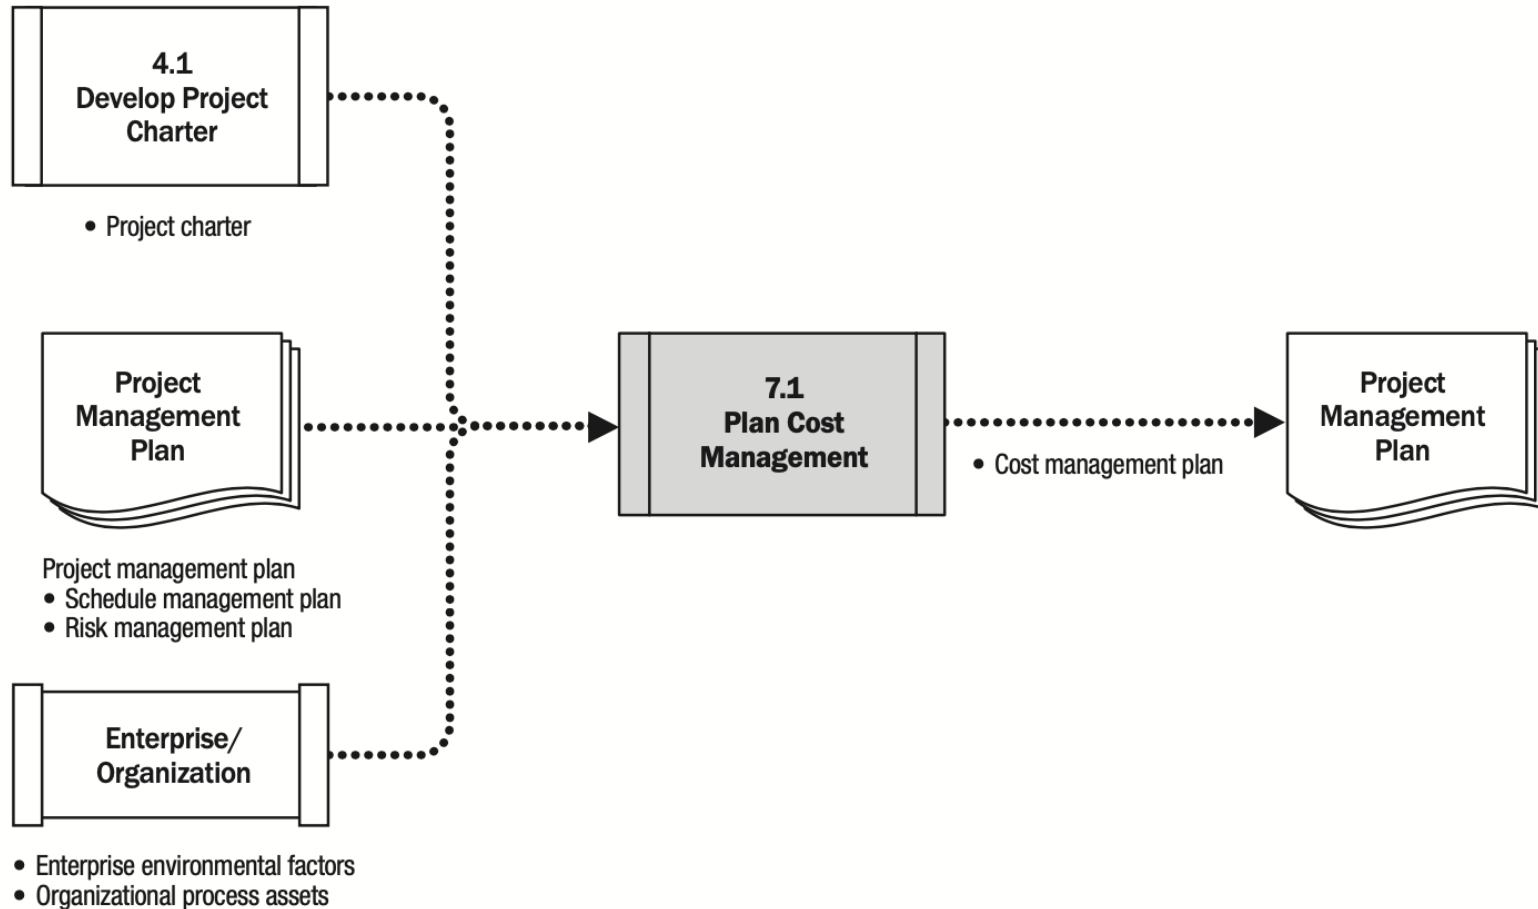 4.1
Develop Project
Charter
• Project charter
Project
Management
Plan
Project management plan
• Schedule management plan
• Risk management plan
Enterprise/
Organization
• Enterprise environmental factors
• Organizational process assets
7.1
Plan Cost
Management
• Cost management plan
Project
Management
Plan